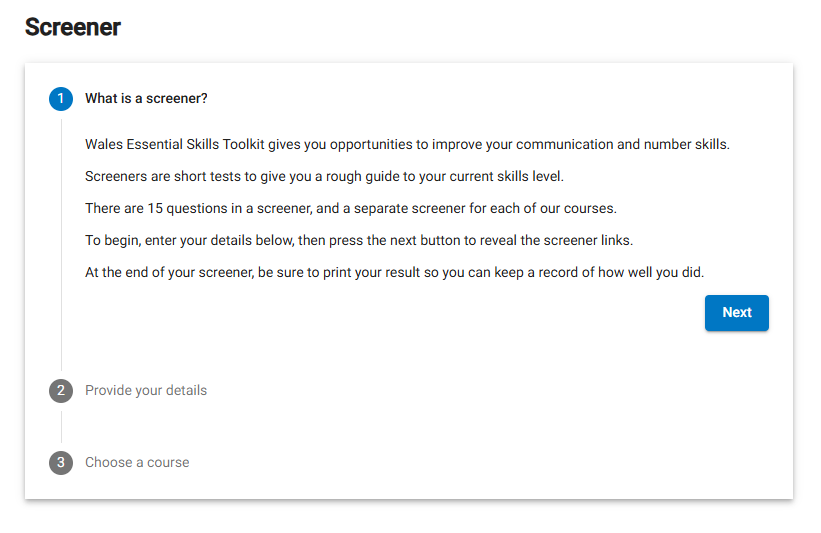 Screener
1 What is a screener?
Wales Essential Skills Toolkit gives you opportunities to improve your communication and number skills.
Screeners are short tests to give you a rough guide to your current skills level.
There are 15 questions in a screener, and a separate screener for each of our courses.
To begin, enter your details below, then press the next button to reveal the screener links.
At the end of your screener, be sure to print your result so you can keep a record of how well you did.
Next
2 Provide your details
3 Choose a course